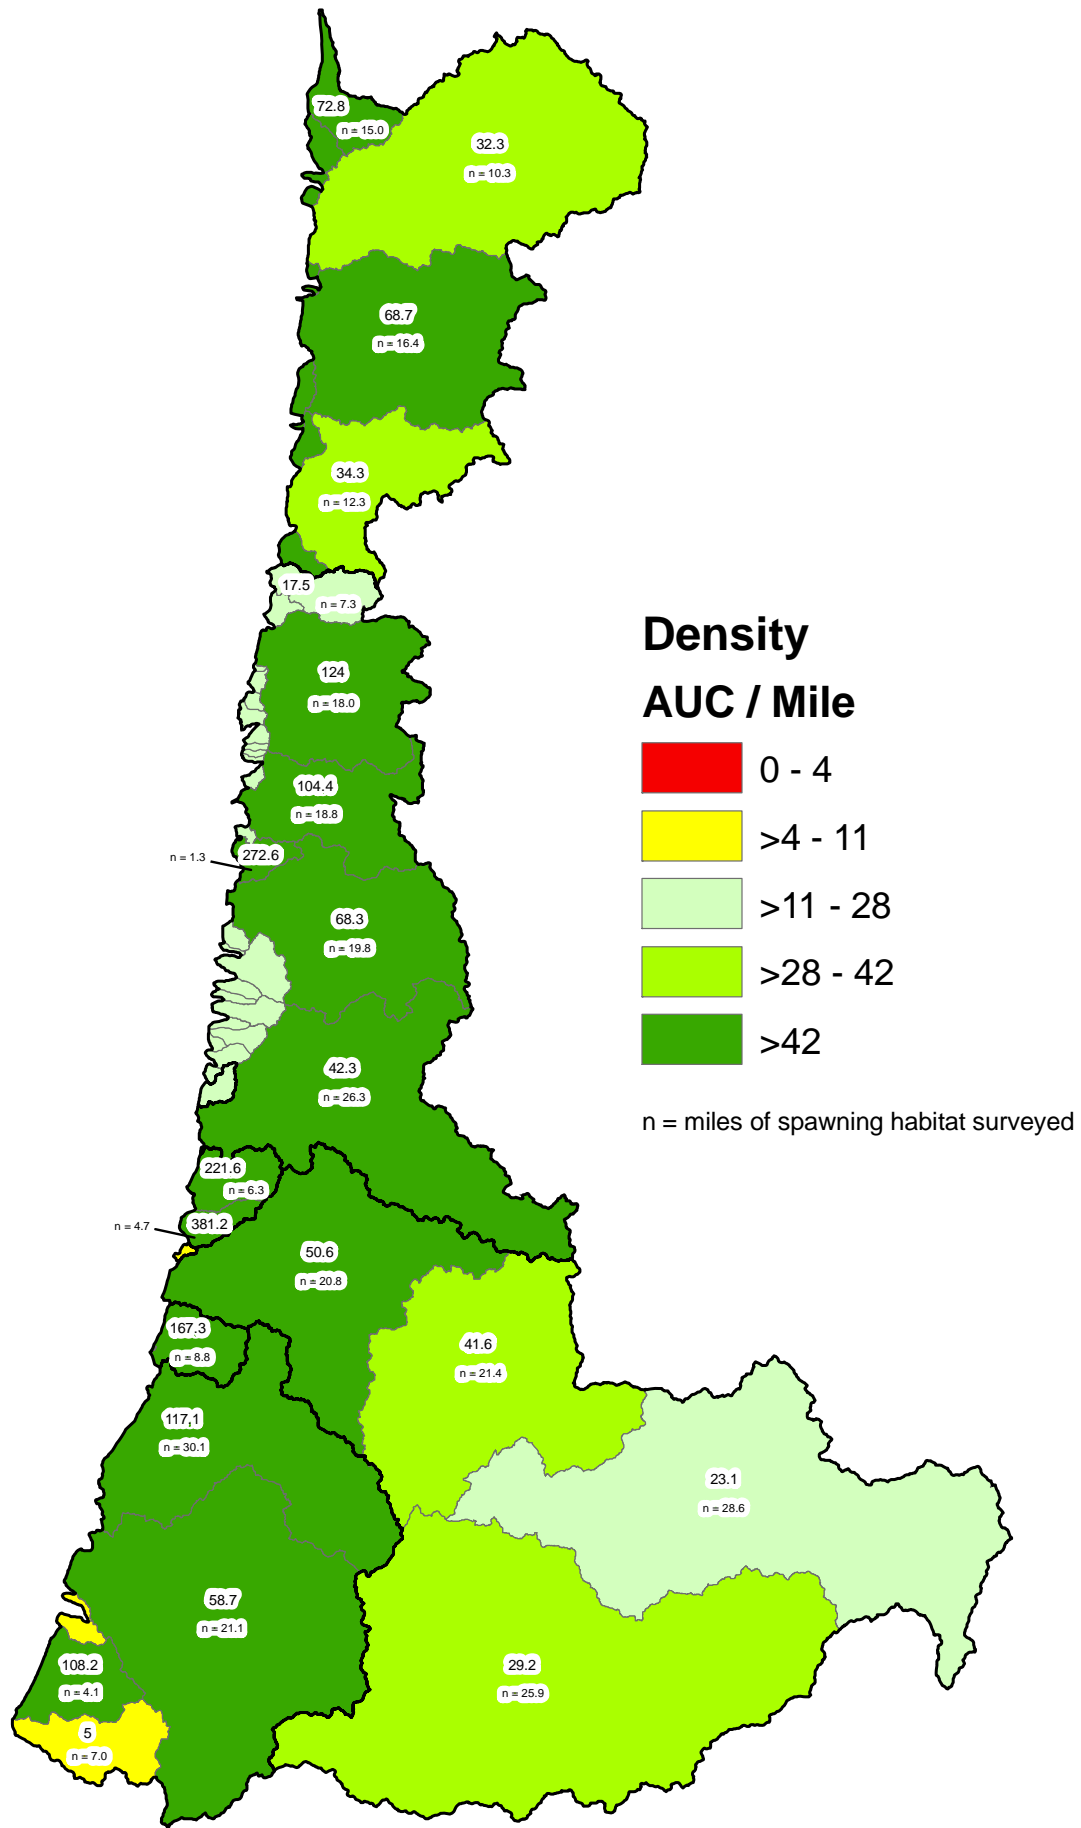 72.8
n = 15.0
32.3
n = 10.3
68.7
n = 16.4
34.3
n = 12.3
17.5
n = 7.3
124
n = 18.0
104.4
n = 18.8
272.6
n = 1.3
68.3
n = 19.8
42.3
n = 26.3
221.6
n = 6.3
381.2
n = 4.7
50.6
n = 20.8
167.3
n = 8.8
41.6
n = 21.4
117,1
n = 30.1
23.1
n = 28.6
58.7
n = 21.1
108.2
n = 4.1
29.2
n = 25.9
5
n = 7.0
Density
AUC / Mile
0 - 4
>4 - 11
>11 - 28
>28 - 42
>42
n = miles of spawning habitat surveyed